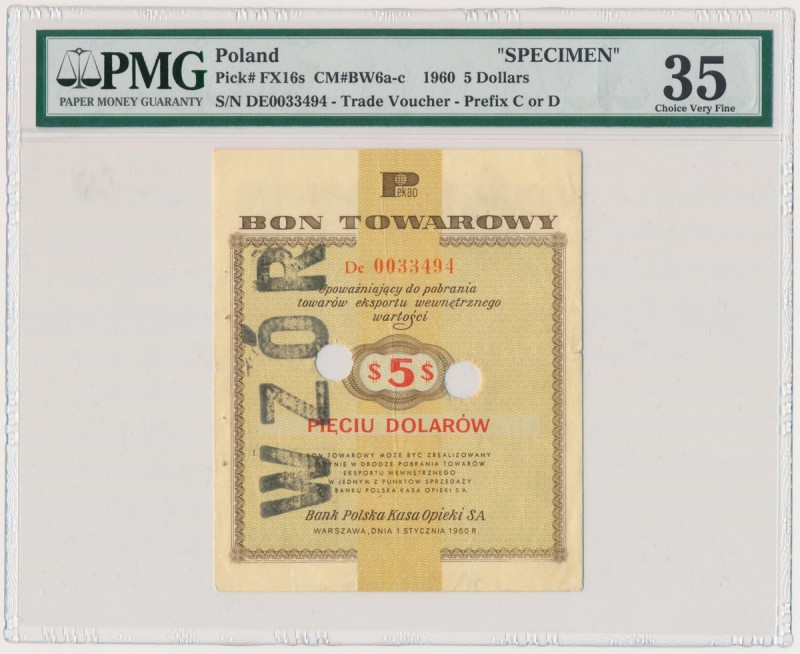 PMG
PAPER MONEY GUARANTY
Poland "SPECIMEN"
Pick# FX16s CM#BW6a-c 1960 5 Dollars
S/N DE0033494 - Trade Voucher - Prefix C or D
35
Choice Very Fine
Pekao
BON TOWAROWY
De 0033494
Upoważniający do pobrania
towarów eksportu wewnętrznego
wartości
$5$
PIĘCIU DOLARÓW
BON TOWAROWY MOŻE BYĆ ZREALIZOWANY
YNIE W DRODZE POBRANIA TOWARÓW
EKSPORTU WEWNĘTRZNEGO
W JEDNYM Z PUNKTÓW SPRZEDAŻY
BANKU POLSKA KASA OPIEKI S.A.
Bank Polska Kasa Opieki SA
WARSZAWA, DNIA 1 STYCZNIA 1960 R.
WZÓR